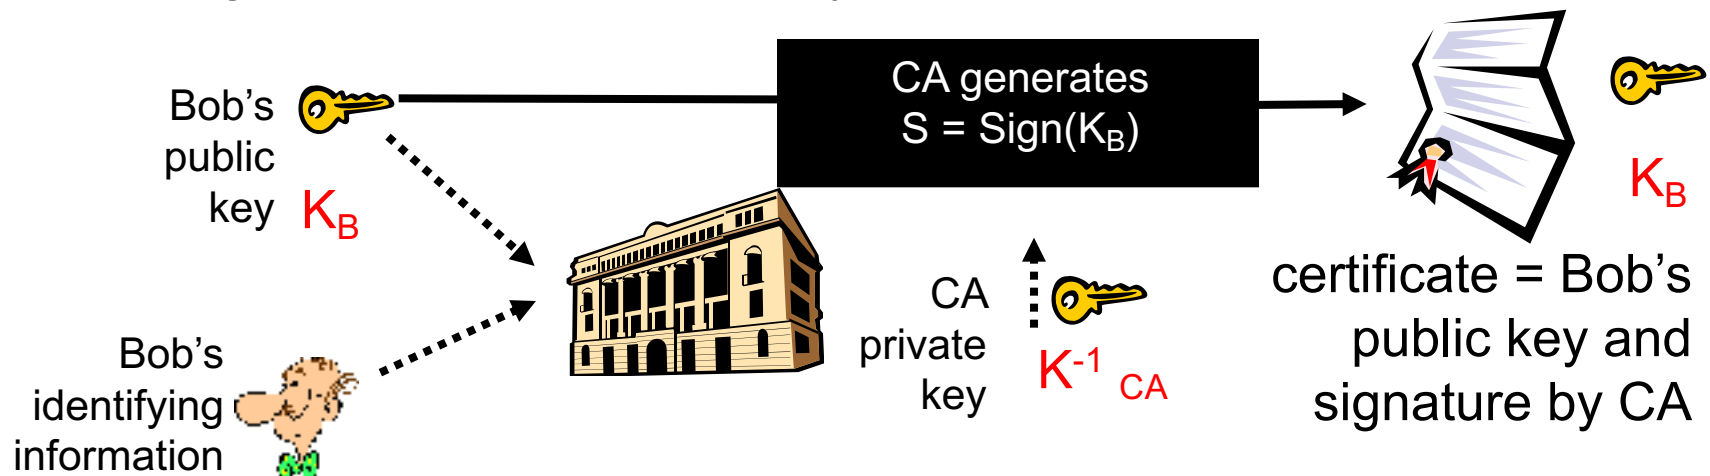 CA generates
S = Sign(K_B)
Bob's
public
key
K_B
K_B
CA
private
key
K^-1 _CA
certificate = Bob's
public key and
signature by CA
Bob's
identifying
information